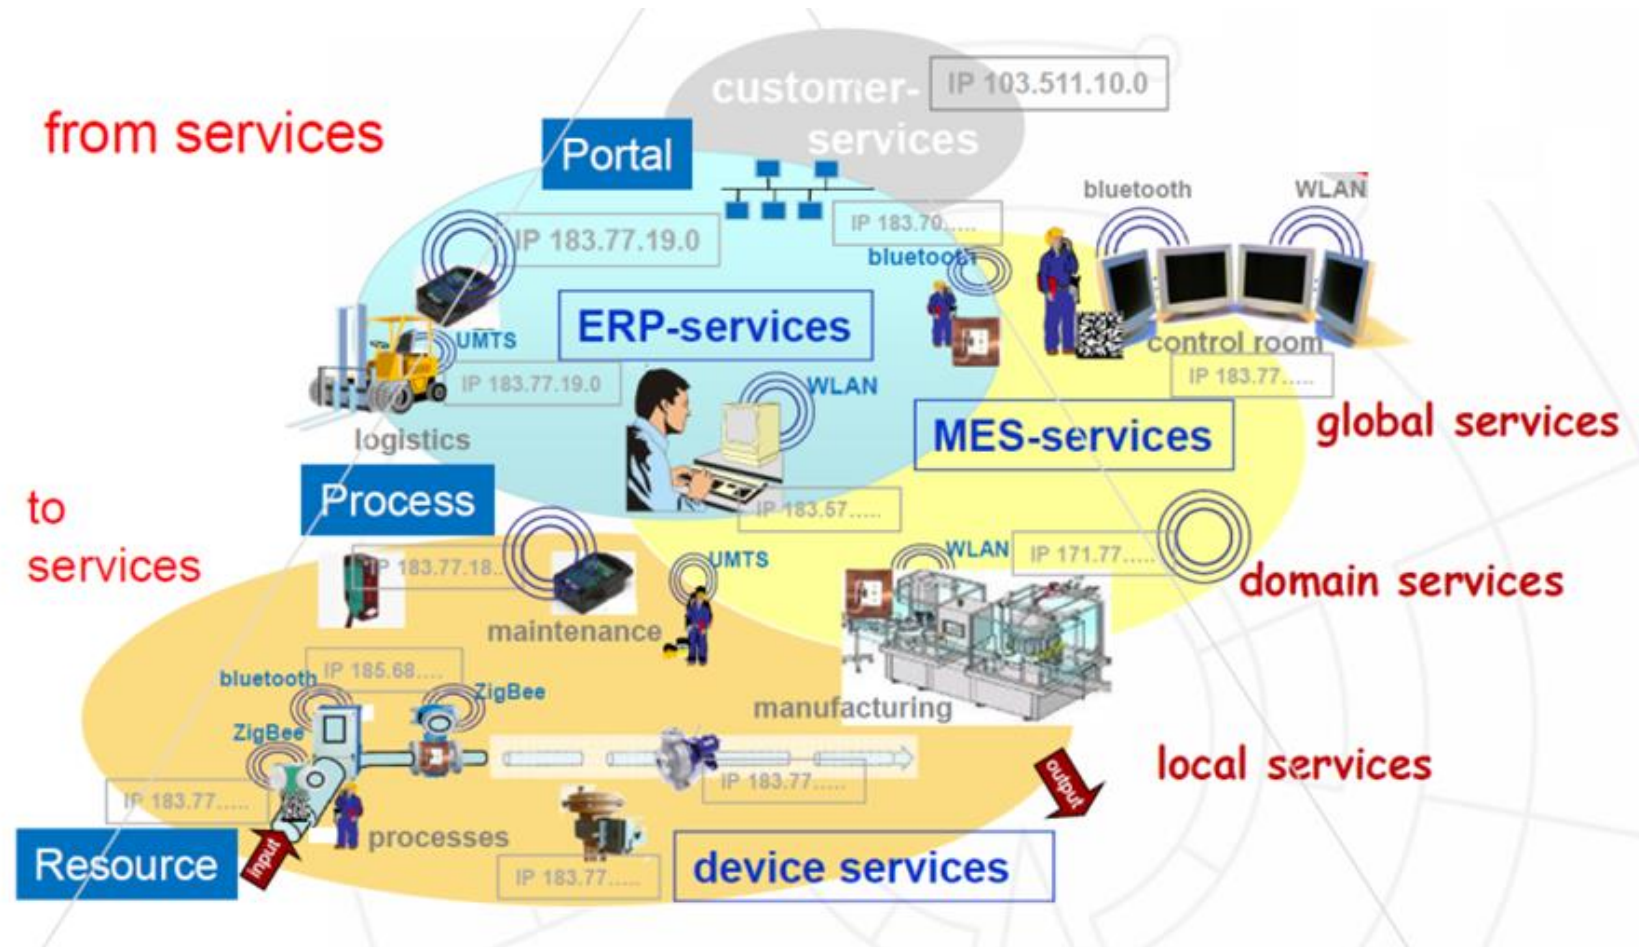 customer-
services
IP 103.511.10.0
from services
Portal
bluetooth
WLAN
IP 183.70.....
IP 183.77.19.0
bluetooth
ERP-services
UMTS
control room
IP 183.77.....
IP 183.77.19.0
WLAN
global services
MES-services
logistics
Process
to
services
IP 183.57.....
WLAN
IP 171.77.....
UMTS
IP 183.77.18..
domain services
maintenance
IP 185.68....
bluetooth
ZigBee
manufacturing
ZigBee
local services
IP 183.77.....
output
IP 183.77.....
processes
Resource
input
device services
IP 183.77.....